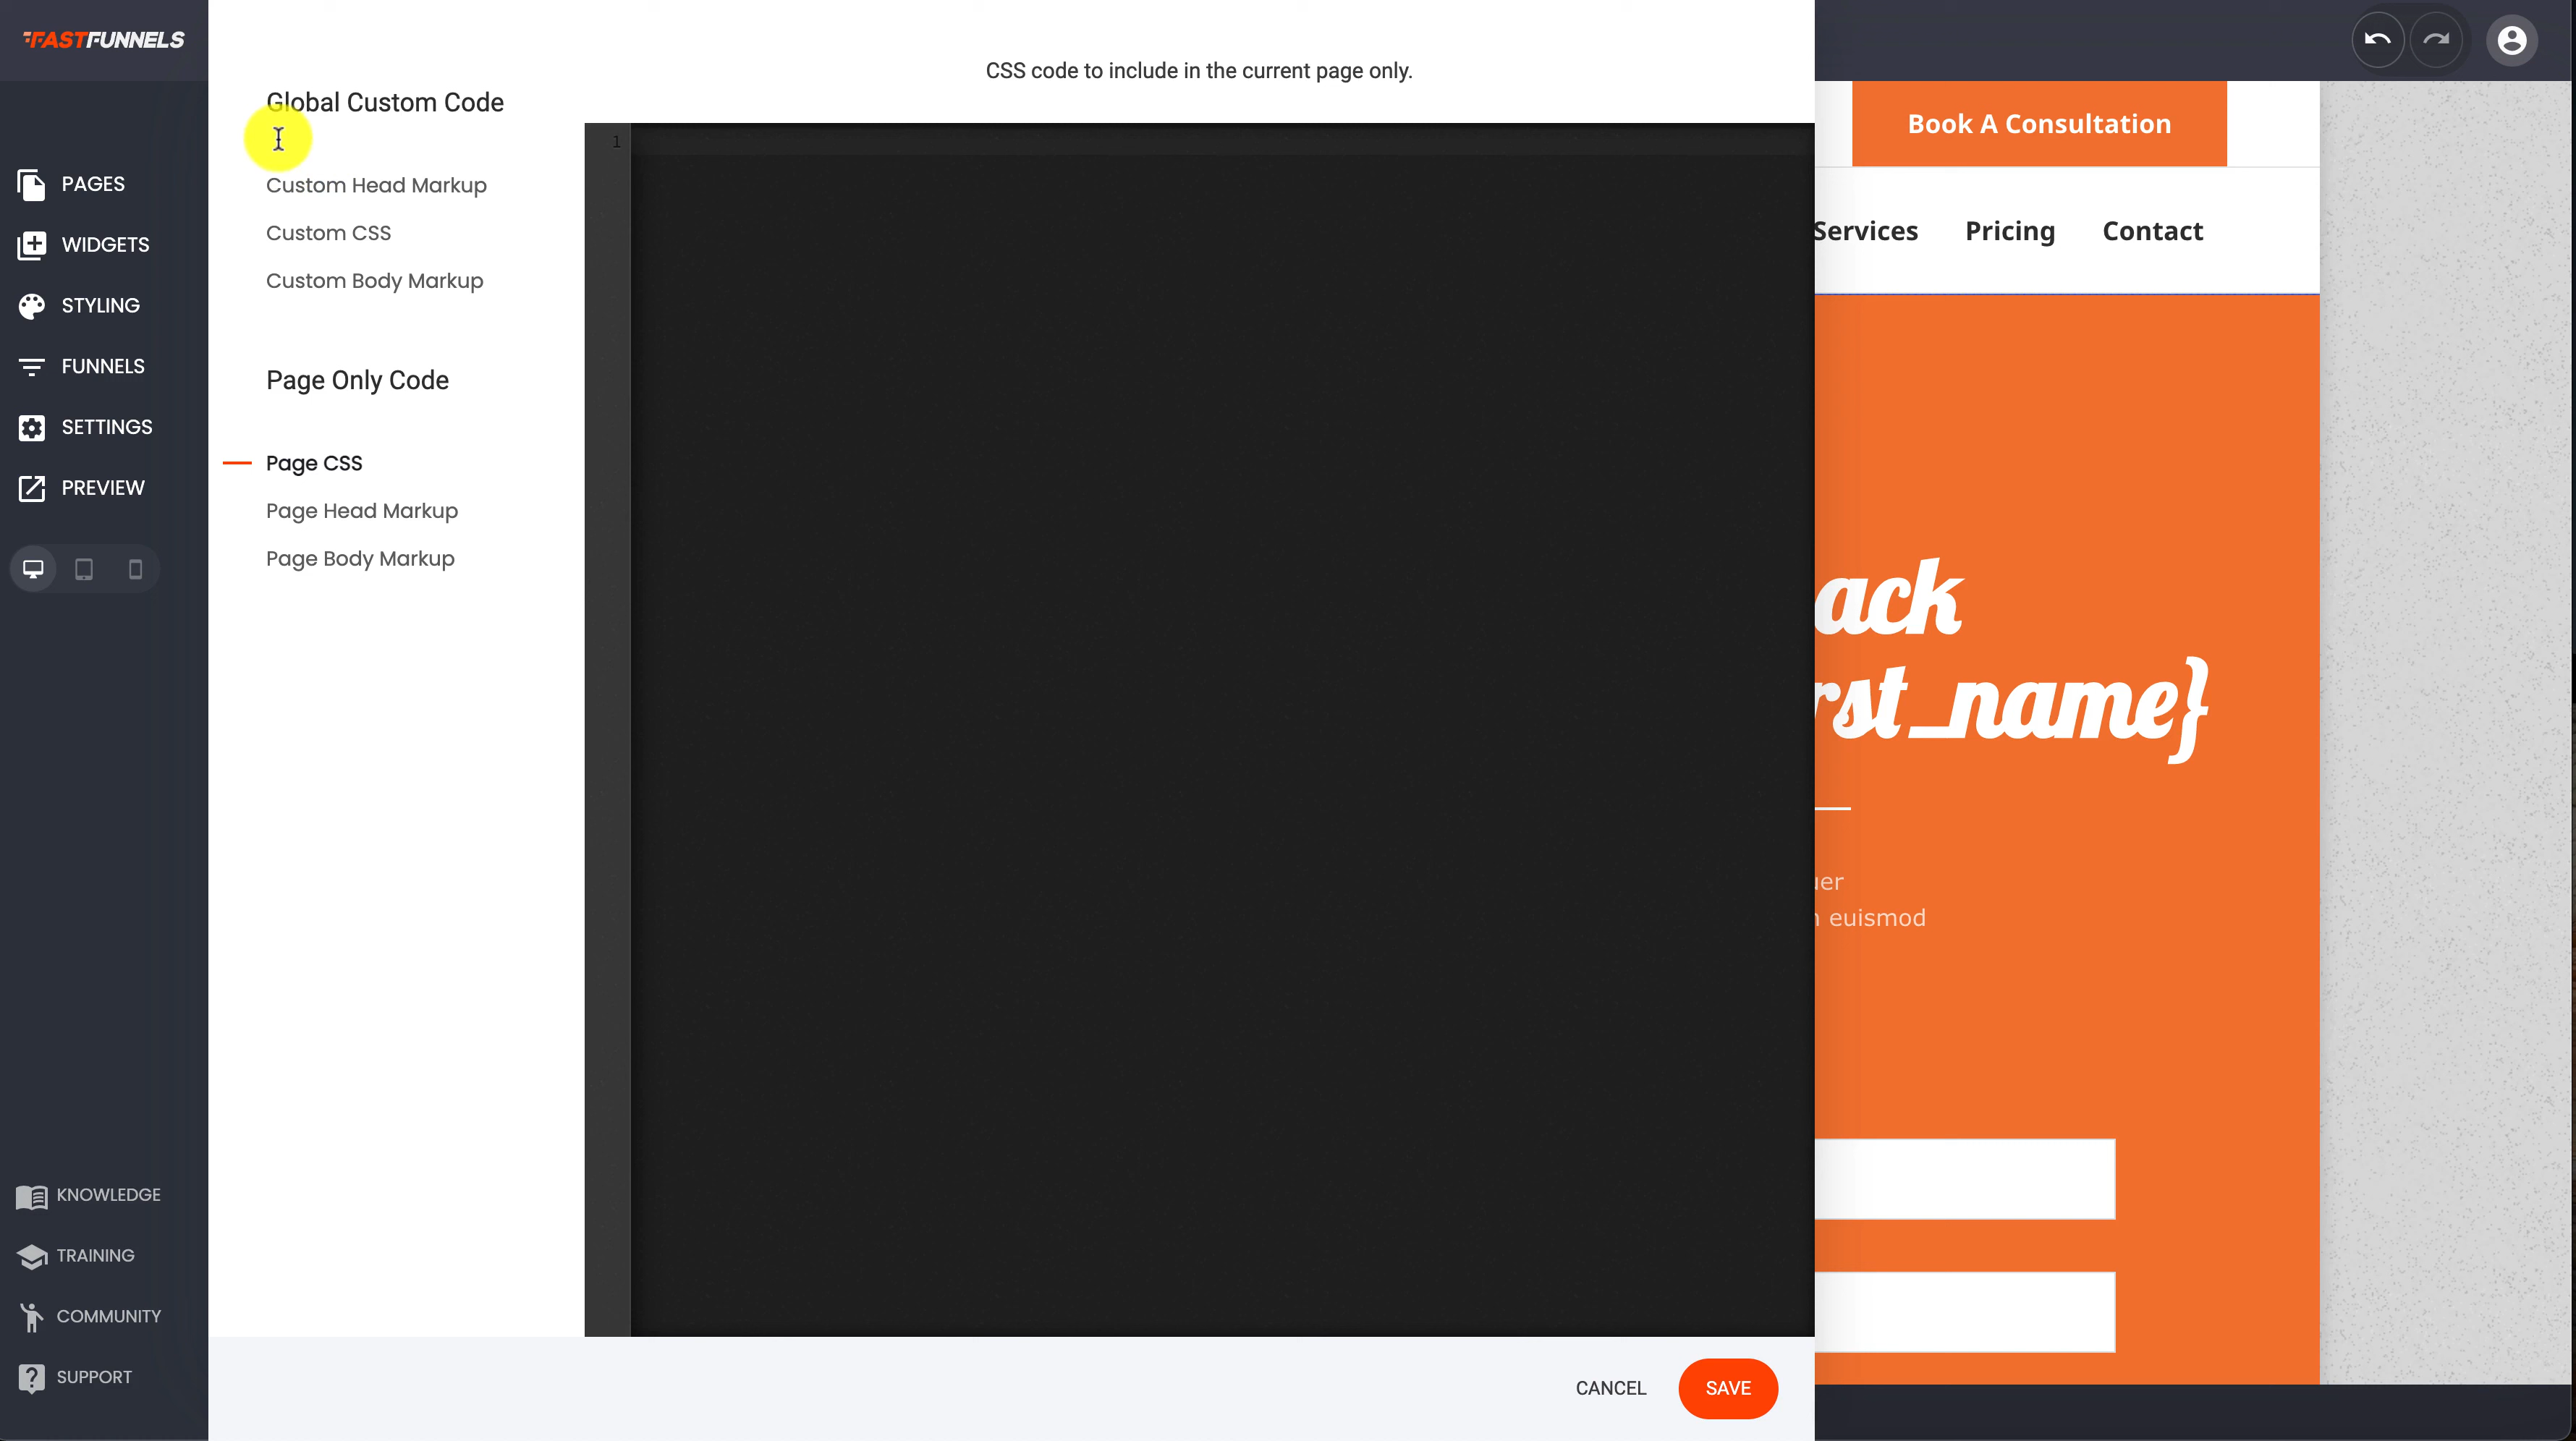 FASTFUNNELS
PAGES
WIDGETS
STYLING
FUNNELS
SETTINGS
PREVIEW
KNOWLEDGE
TRAINING
COMMUNITY
SUPPORT
Global Custom Code
Custom Head Markup
Custom CSS
Custom Body Markup
Page Only Code
Page CSS
Page Head Markup
Page Body Markup
CSS code to include in the current page only.
1
CANCEL
SAVE
Book A Consultation
Services
Pricing
Contact
ack
rst_name}
uer
euismod